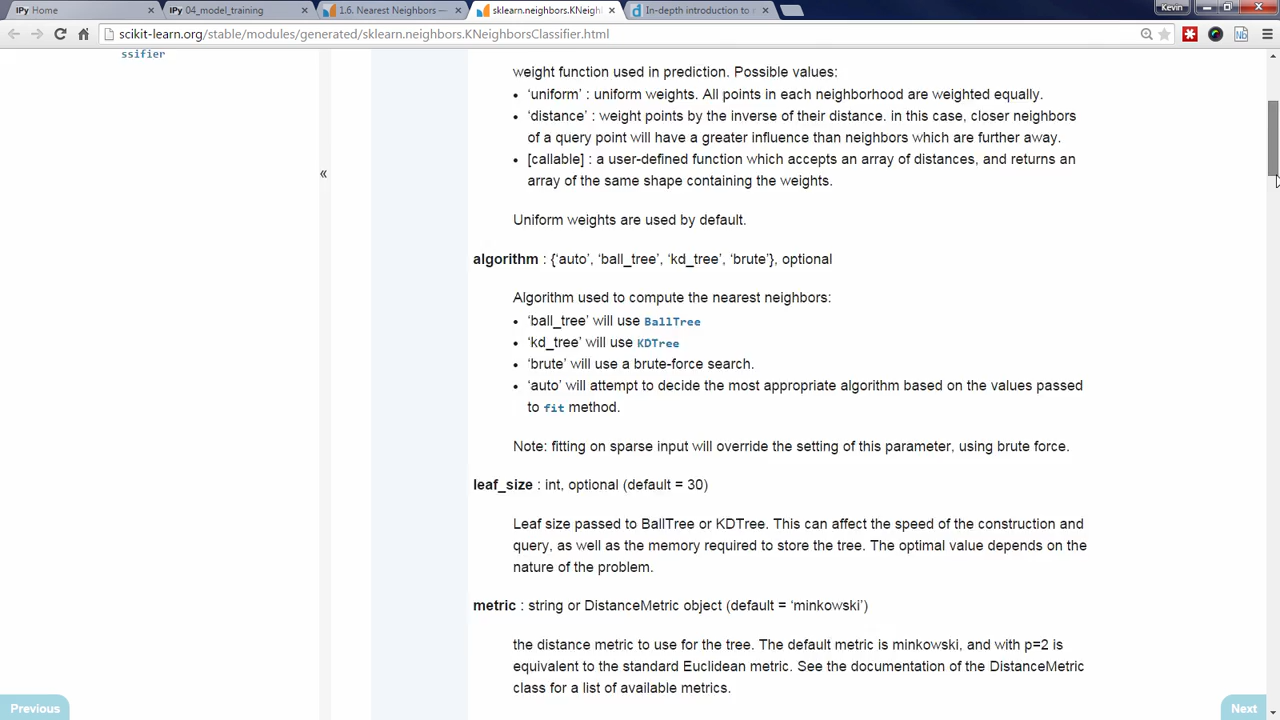 IPy Home
IPy 04_model_training
1.6. Nearest Neighbors —
sklearn.neighbors.KNeighl
In-depth introduction to
Kevin
scikit-learn.org/stable/modules/generated/sklearn.neighbors.KNeighborsClassifier.html
ssifier
«
weight function used in prediction. Possible values:
• ‘uniform’ : uniform weights. All points in each neighborhood are weighted equally.
• ‘distance’ : weight points by the inverse of their distance. in this case, closer neighbors
of a query point will have a greater influence than neighbors which are further away.
• [callable] : a user-defined function which accepts an array of distances, and returns an
array of the same shape containing the weights.
Uniform weights are used by default.
algorithm : {‘auto’, ‘ball_tree’, ‘kd_tree’, ‘brute’}, optional
Algorithm used to compute the nearest neighbors:
• ‘ball_tree’ will use BallTree
• ‘kd_tree’ will use KDTree
• ‘brute’ will use a brute-force search.
• ‘auto’ will attempt to decide the most appropriate algorithm based on the values passed
to fit method.
Note: fitting on sparse input will override the setting of this parameter, using brute force.
leaf_size : int, optional (default = 30)
Leaf size passed to BallTree or KDTree. This can affect the speed of the construction and
query, as well as the memory required to store the tree. The optimal value depends on the
nature of the problem.
metric : string or DistanceMetric object (default = ‘minkowski’)
the distance metric to use for the tree. The default metric is minkowski, and with p=2 is
equivalent to the standard Euclidean metric. See the documentation of the DistanceMetric
class for a list of available metrics.
Previous
Next